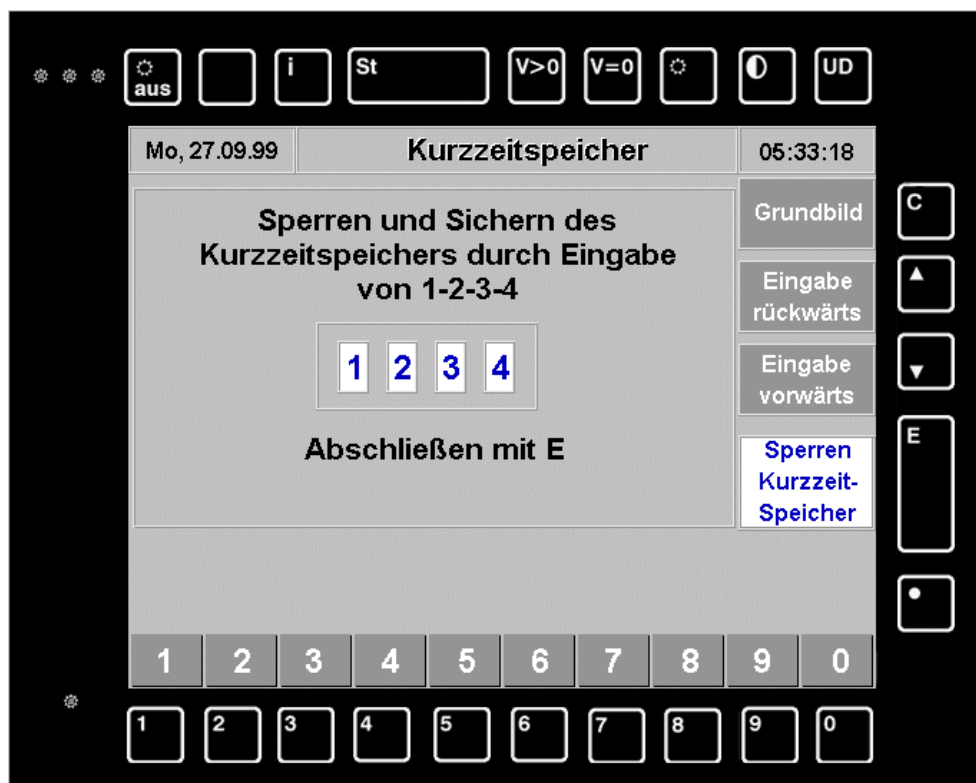 aus
i
St
V>0
V=0
UD
Mo, 27.09.99
Kurzzeitspeicher
05:33:18
Sperren und Sichern des
Kurzzeitspeichers durch Eingabe
von 1-2-3-4
1 2 3 4
Abschließen mit E
Grundbild
Eingabe
rückwärts
Eingabe
vorwärts
Sperren
Kurzzeit-
Speicher
C
E
1 2 3 4 5 6 7 8 9 0
1 2 3 4 5 6 7 8 9 0